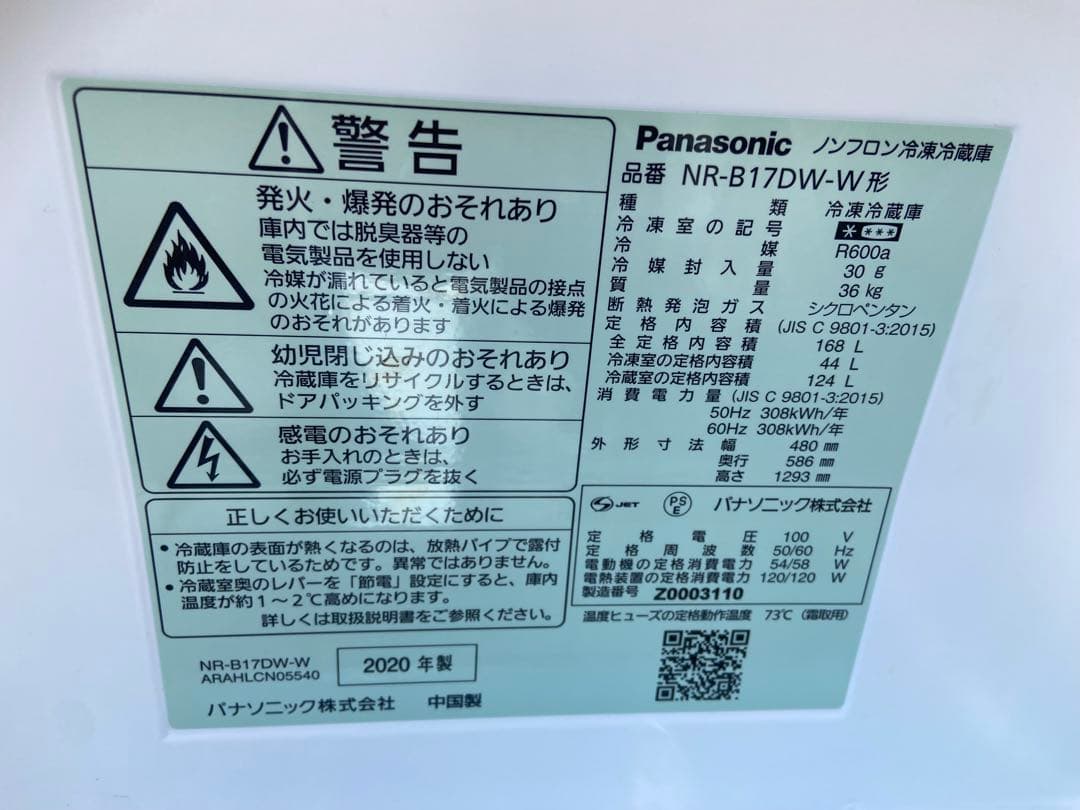 警告
発火・爆発のおそれあり
庫内では脱臭器等の
電気製品を使用しない
冷媒が漏れていると電気製品の接点
の火花による着火・着火による爆発
のおそれがあります
幼児閉じ込みのおそれあり
冷蔵庫をリサイクルするときは、
ドアパッキングを外す
感電のおそれあり
お手入れのときは、
必ず電源プラグを抜く
正しくお使いいただくために
• 冷蔵庫の表面が熱くなるのは、放熱パイプで露付
防止をしているためです。異常ではありません。
• 冷蔵室奥のレバーを「節電」設定にすると、庫内
温度が約1～2℃高めになります。
詳しくは取扱説明書をご参照ください。
NR-B17DW-W
ARAHLCN05540
2020 年製
パナソニック株式会社 中国製
Panasonic ノンフロン冷凍冷蔵庫
品番 NR-B17DW-W形
種類 冷凍冷蔵庫
冷凍室の記号 * ***
冷媒 R600a
冷媒封入量 30 g
質量 36 kg
断熱発泡ガス シクロペンタン
定格内容積 (JIS C 9801-3:2015)
全定格内容積 168 L
冷凍室の定格内容積 44 L
冷蔵室の定格内容積 124 L
消費電力量 (JIS C 9801-3:2015)
50Hz 308kWh/年
60Hz 308kWh/年
外形寸法 幅 480 mm
奥行 586 mm
高さ 1293 mm
JET PSE パナソニック株式会社
定格電圧 100 V
定格周波数 50/60 Hz
電動機の定格消費電力 54/58 W
電熱装置の定格消費電力 120/120 W
製造番号 Z0003110
温度ヒューズの定格動作温度 73℃（霜取用）